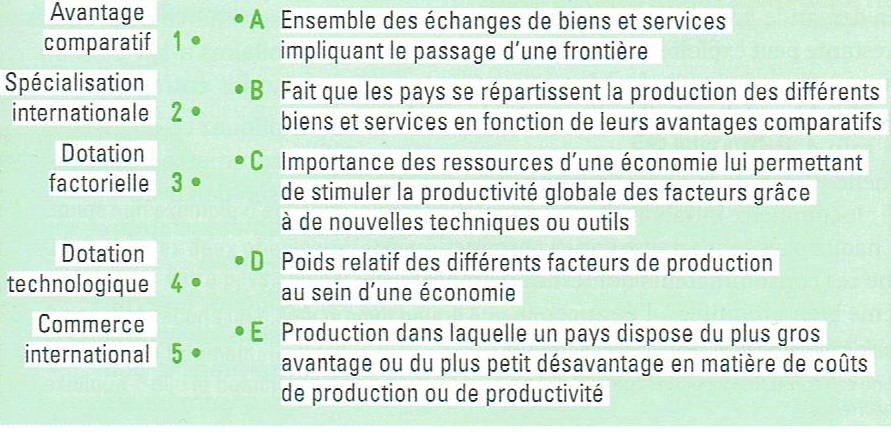 Avantage
comparatif 1 •
• A Ensemble des échanges de biens et services
impliquant le passage d'une frontière
Spécialisation
internationale 2 •
• B Fait que les pays se répartissent la production des différents
biens et services en fonction de leurs avantages comparatifs
Dotation
factorielle 3 •
• C Importance des ressources d'une économie lui permettant
de stimuler la productivité globale des facteurs grâce
à de nouvelles techniques ou outils
Dotation
technologique 4 •
• D Poids relatif des différents facteurs de production
au sein d'une économie
Commerce
international 5 •
• E Production dans laquelle un pays dispose du plus gros
avantage ou du plus petit désavantage en matière de coûts
de production ou de productivité